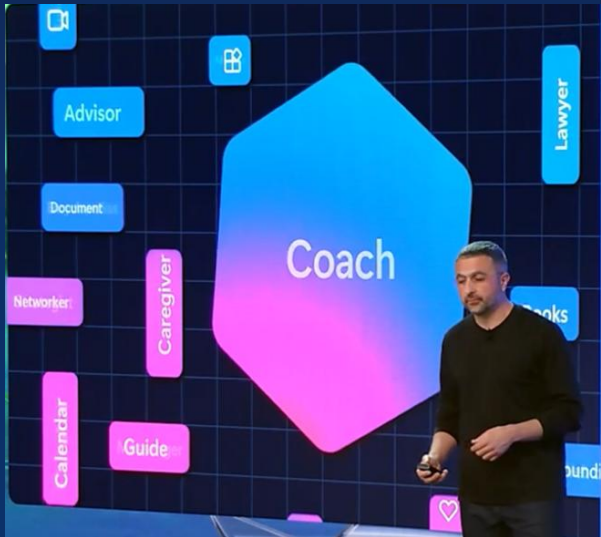 Advisor
Lawyer
Document
Coach
Networker
Caregiver
Calendar
Guide